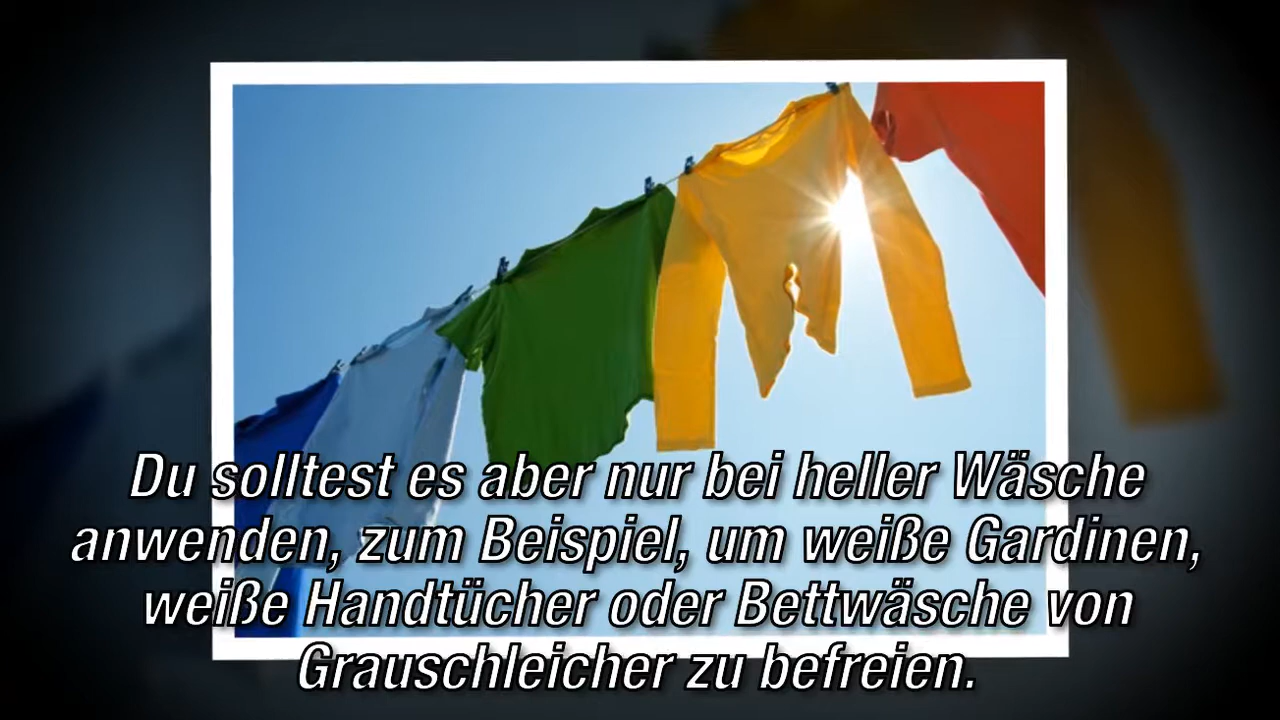 Du solltest es aber nur bei heller Wäsche
anwenden, zum Beispiel, um weiße Gardinen,
weiße Handtücher oder Bettwäsche von
Grauschleicher zu befreien.